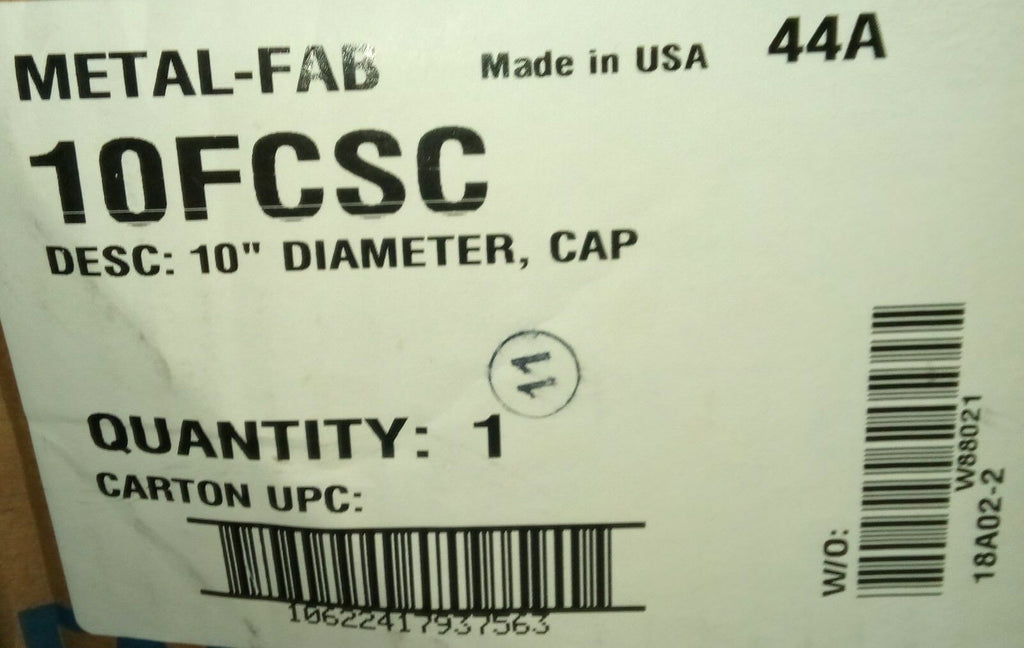 METAL-FAB Made in USA 44A
10FCSC
DESC: 10" DIAMETER, CAP
11
QUANTITY: 1
CARTON UPC:
10622417937563
W/O:
W88021
18A02-2